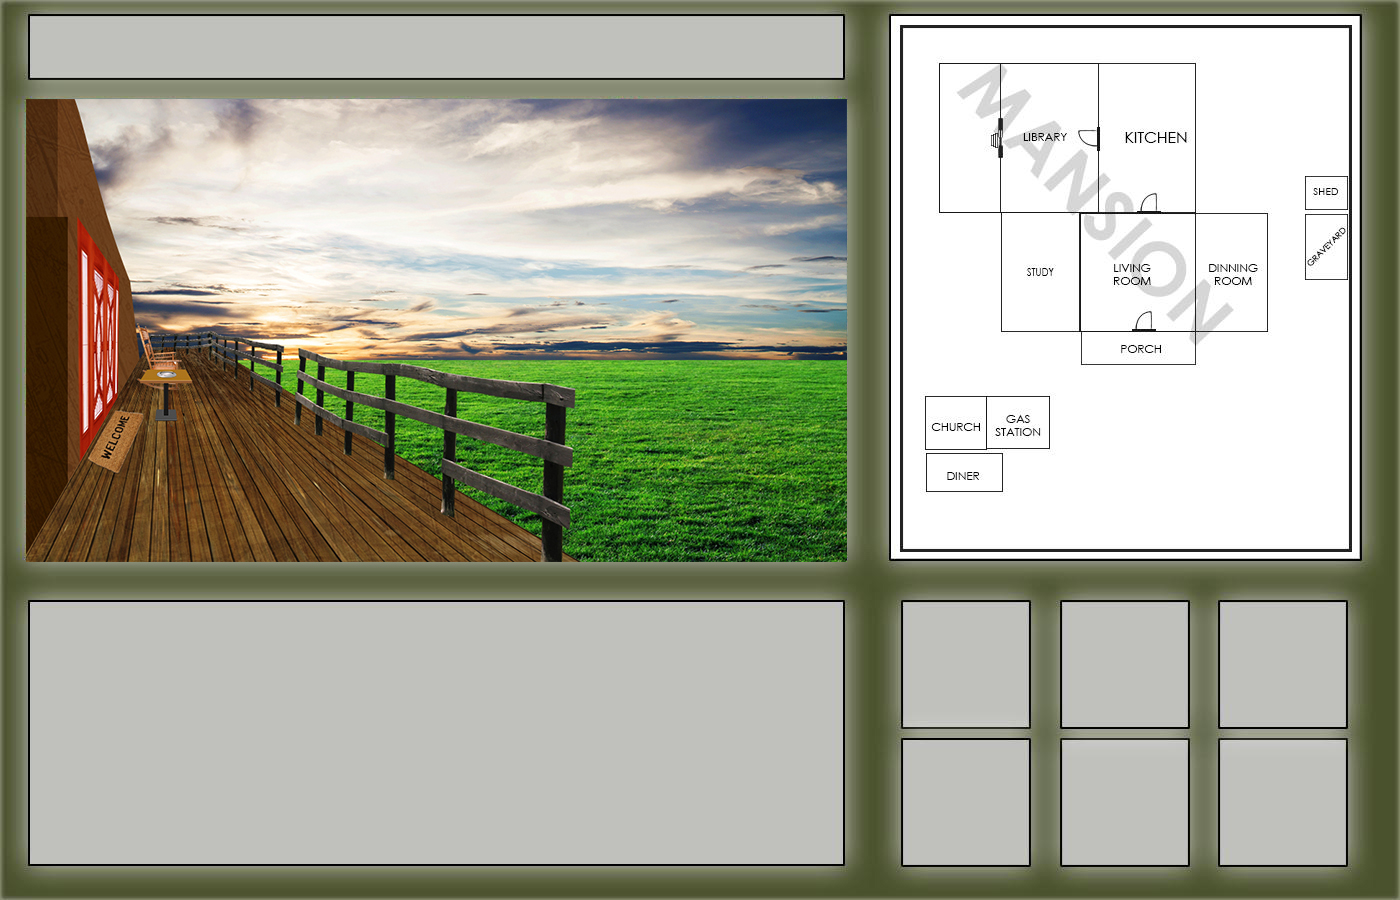 MANSION
LIBRARY
KITCHEN
SHED
GRAVEYARD
STUDY
LIVING
ROOM
DINNING
ROOM
PORCH
CHURCH
GAS
STATION
DINER
WELCOME